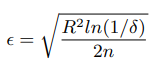 ϵ = √(R²ln(1/δ) / 2n)